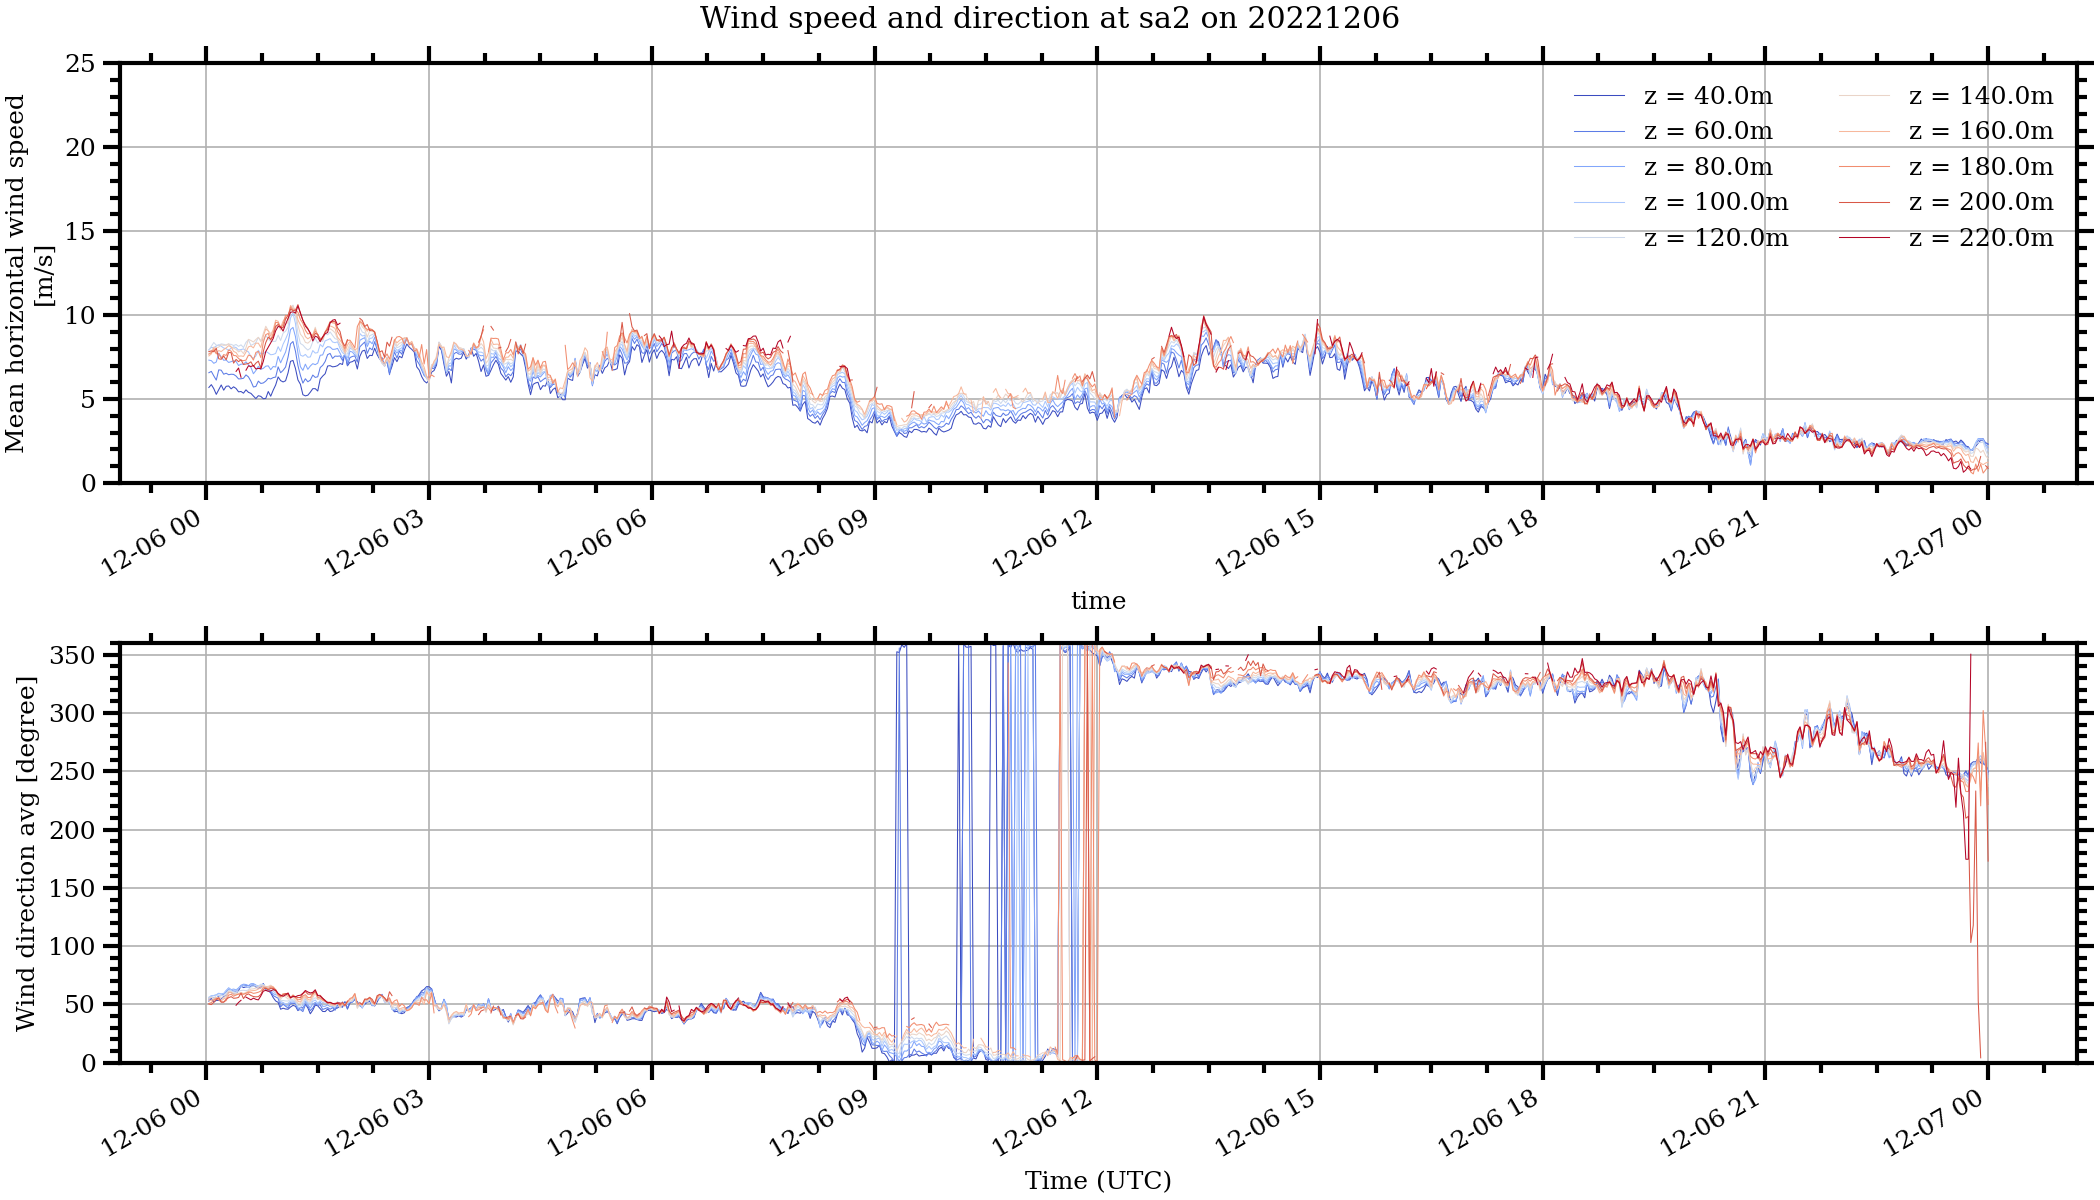 Wind speed and direction at sa2 on 20221206
Mean horizontal wind speed
[m/s]
25
20
15
10
5
0
z = 40.0m
z = 60.0m
z = 80.0m
z = 100.0m
z = 120.0m
z = 140.0m
z = 160.0m
z = 180.0m
z = 200.0m
z = 220.0m
12-06 00
12-06 03
12-06 06
12-06 09
12-06 12
12-06 15
12-06 18
12-06 21
12-07 00
time
Wind direction avg [degree]
350
300
250
200
150
100
50
0
12-06 00
12-06 03
12-06 06
12-06 09
12-06 12
12-06 15
12-06 18
12-06 21
12-07 00
Time (UTC)